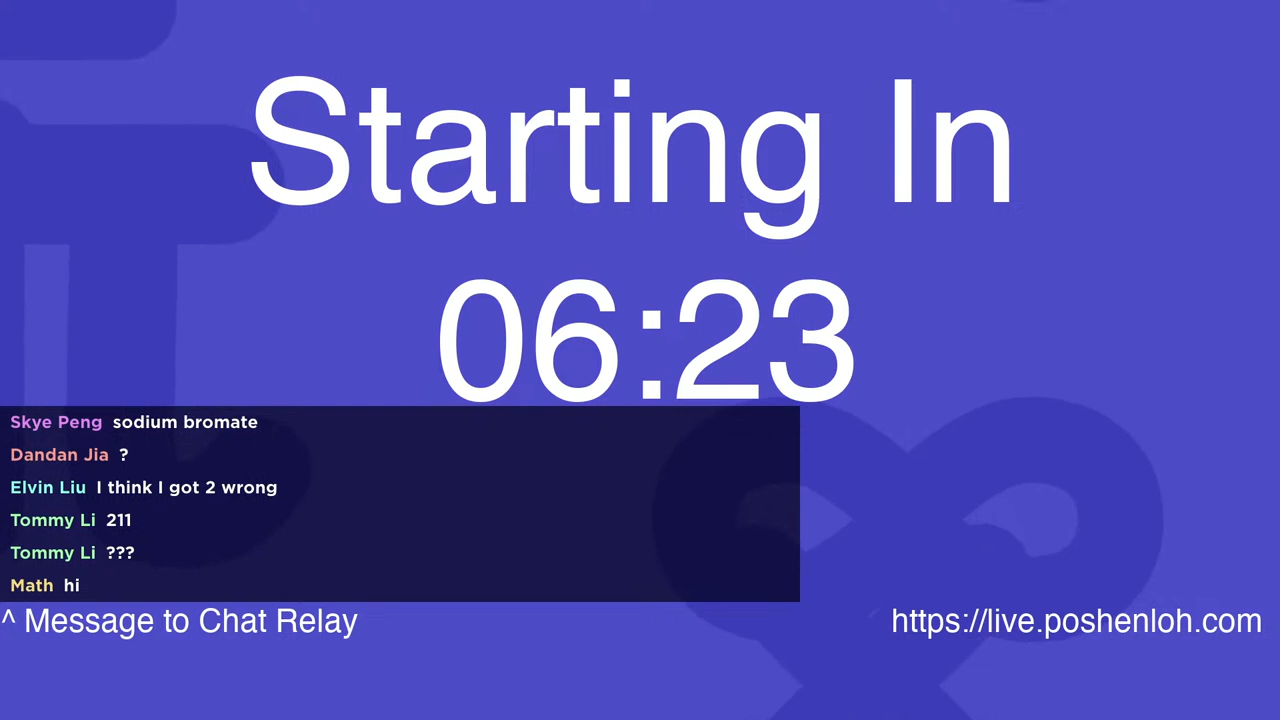 Starting In
06:23
Skye Peng sodium bromate
Dandan Jia ?
Elvin Liu I think I got 2 wrong
Tommy Li 211
Tommy Li ???
Math hi
^ Message to Chat Relay
https://live.poshenloh.com